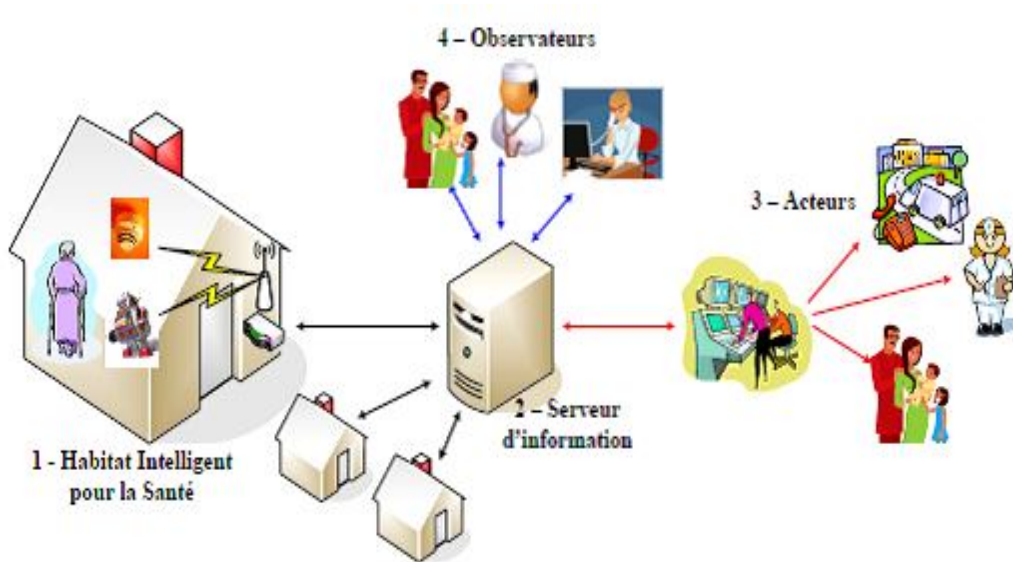 4 – Observateurs
3 – Acteurs
2 – Serveur
d'information
1 - Habitat Intelligent
pour la Santé